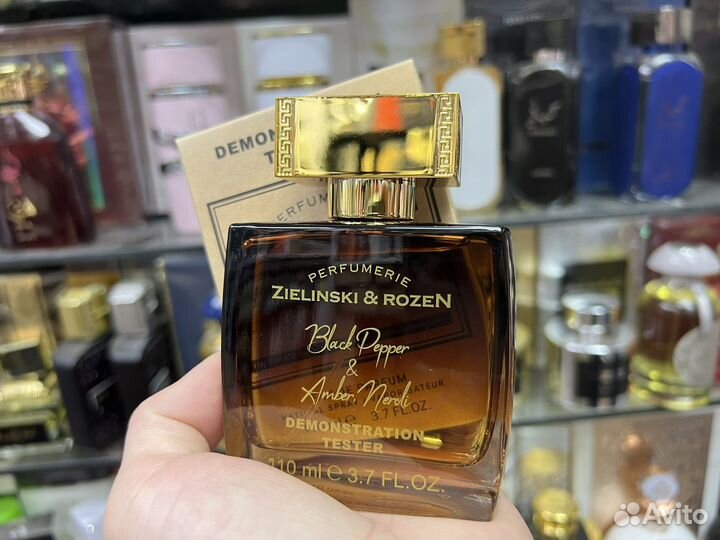 DEMON
T
ERFUME
PERFUMERIE
ZIELINSKI & ROZEN
Black Pepper
&
Amber, Neroli
DEMONSTRATION
TESTER
110 ml e 3.7 FL.OZ.
3.7 FL.OZ.
Avito